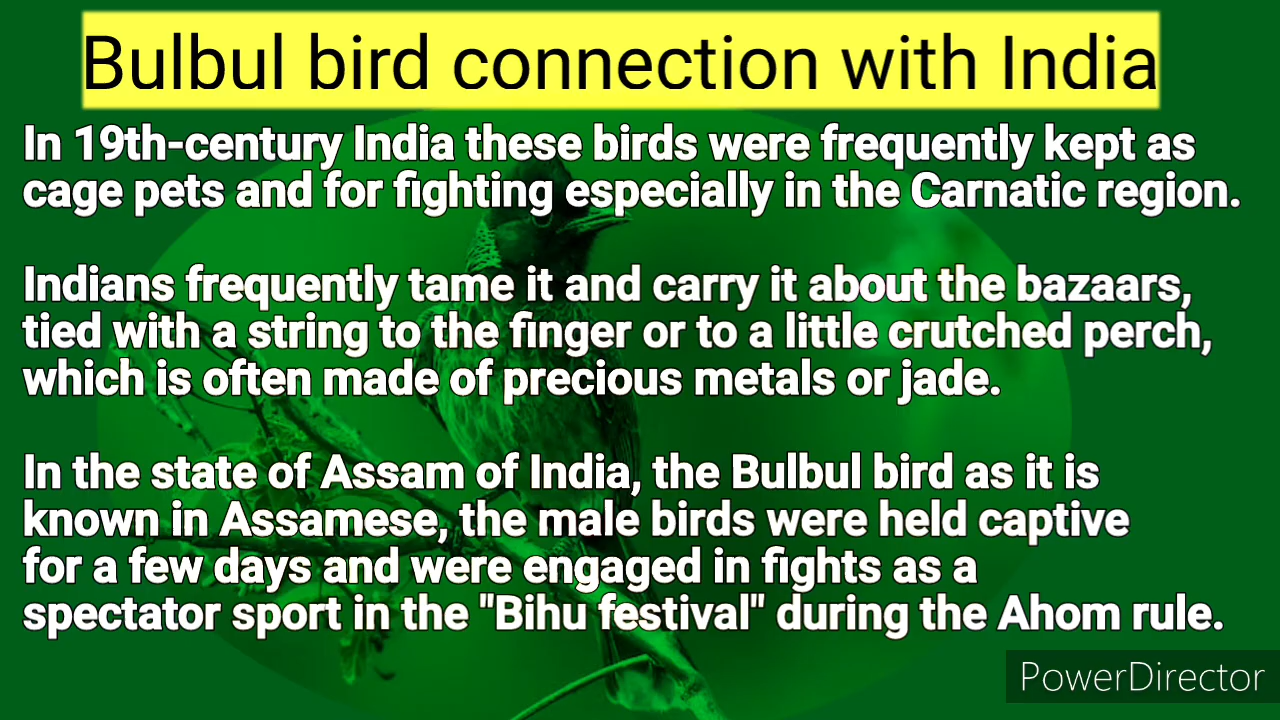 Bulbul bird connection with India
In 19th-century India these birds were frequently kept as
cage pets and for fighting especially in the Carnatic region.
Indians frequently tame it and carry it about the bazaars,
tied with a string to the finger or to a little crutched perch,
which is often made of precious metals or jade.
In the state of Assam of India, the Bulbul bird as it is
known in Assamese, the male birds were held captive
for a few days and were engaged in fights as a
spectator sport in the "Bihu festival" during the Ahom rule.
PowerDirector